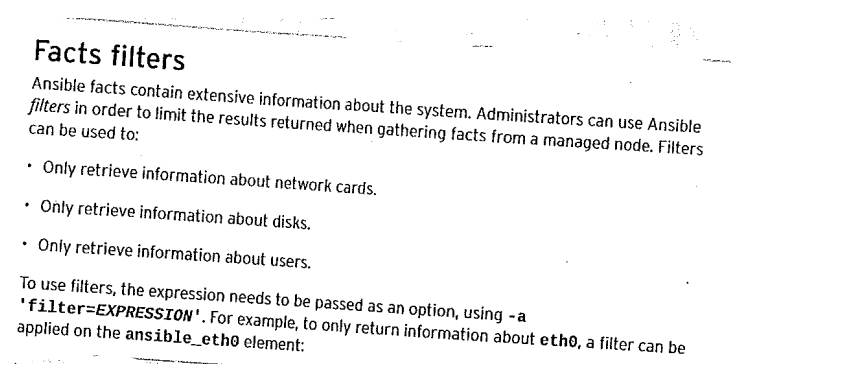 Facts filters
Ansible facts contain extensive information about the system. Administrators can use Ansible
filters in order to limit the results returned when gathering facts from a managed node. Filters
can be used to:
• Only retrieve information about network cards.
• Only retrieve information about disks.
• Only retrieve information about users.
To use filters, the expression needs to be passed as an option, using -a
'filter=EXPRESSION'. For example, to only return information about eth0, a filter can be
applied on the ansible_eth0 element: